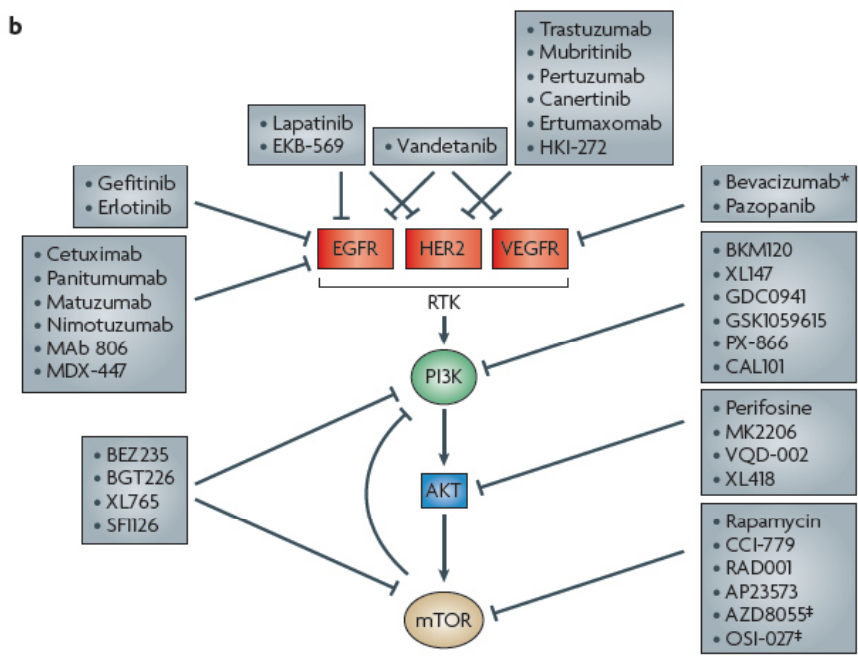 b
• Trastuzumab
• Mubritinib
• Pertuzumab
• Canertinib
• Ertumaxomab
• HKI-272
• Lapatinib
• EKB-569
• Vandetanib
• Gefitinib
• Erlotinib
• Bevacizumab*
• Pazopanib
• Cetuximab
• Panitumumab
• Matuzumab
• Nimotuzumab
• MAb 806
• MDX-447
EGFR
HER2
VEGFR
RTK
• BKM120
• XL147
• GDC0941
• GSK1059615
• PX-866
• CAL101
PI3K
• Perifosine
• MK2206
• VQD-002
• XL418
• BEZ235
• BGT226
• XL765
• SF1126
AKT
• Rapamycin
• CCI-779
• RAD001
• AP23573
• AZD8055‡
• OSI-027‡
mTOR